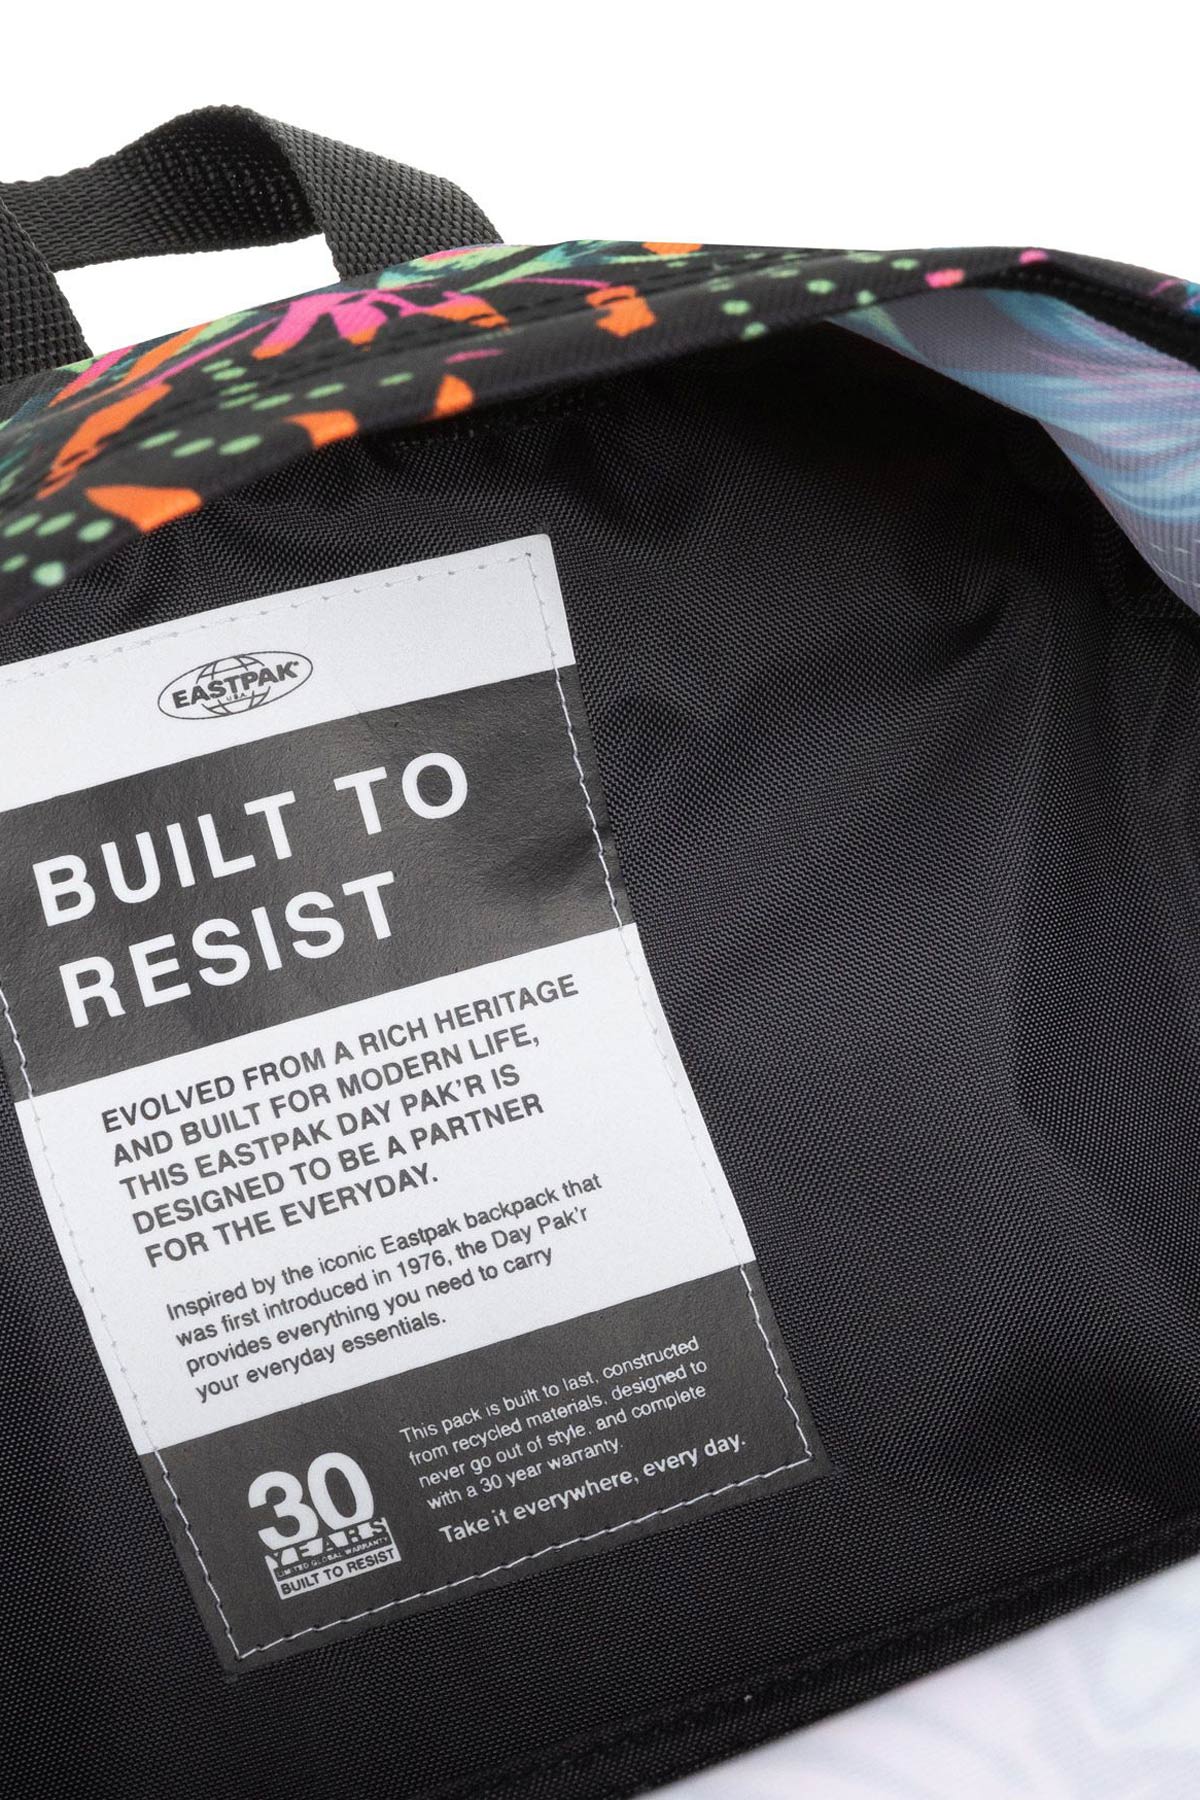 EASTPAK®
USA
BUILT TO
RESIST
EVOLVED FROM A RICH HERITAGE
AND BUILT FOR MODERN LIFE,
THIS EASTPAK DAY PAK'R IS
DESIGNED TO BE A PARTNER
FOR THE EVERYDAY.
Inspired by the iconic Eastpak backpack that
was first introduced in 1976, the Day Pak'r
provides everything you need to carry
your everyday essentials.
30
YEARS
LIMITED GLOBAL WARRANTY
BUILT TO RESIST
This pack is built to last, constructed
from recycled materials, designed to
never go out of style, and complete
with a 30 year warranty.
Take it everywhere, every day.